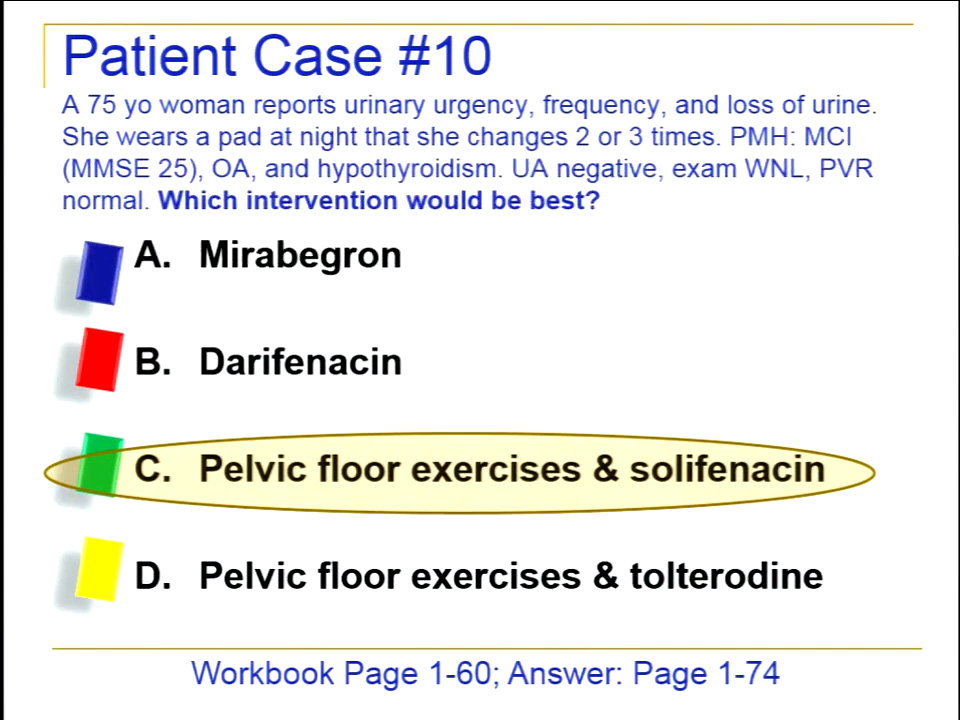 Patient Case #10
A 75 yo woman reports urinary urgency, frequency, and loss of urine.
She wears a pad at night that she changes 2 or 3 times. PMH: MCI
(MMSE 25), OA, and hypothyroidism. UA negative, exam WNL, PVR
normal. Which intervention would be best?
A. Mirabegron
B. Darifenacin
C. Pelvic floor exercises & solifenacin
D. Pelvic floor exercises & tolterodine
Workbook Page 1-60; Answer: Page 1-74